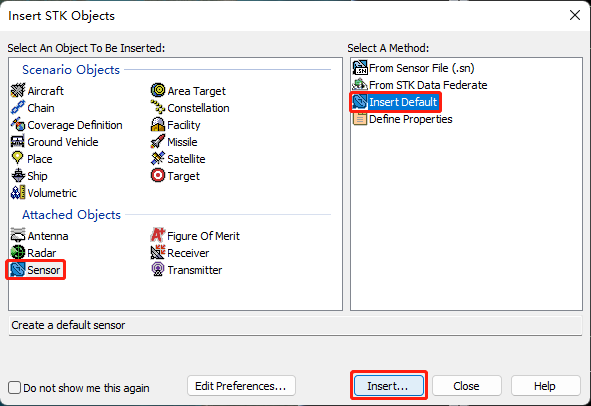 Insert STK Objects
Select An Object To Be Inserted:
Scenario Objects
Aircraft
Area Target
Chain
Constellation
Coverage Definition
Facility
Ground Vehicle
Missile
Place
Satellite
Ship
Target
Volumetric
Attached Objects
Antenna
Figure Of Merit
Radar
Receiver
Sensor
Transmitter
Select A Method:
From Sensor File (.sn)
From STK Data Federate
Insert Default
Define Properties
Create a default sensor
Do not show me this again
Edit Preferences...
Insert...
Close
Help